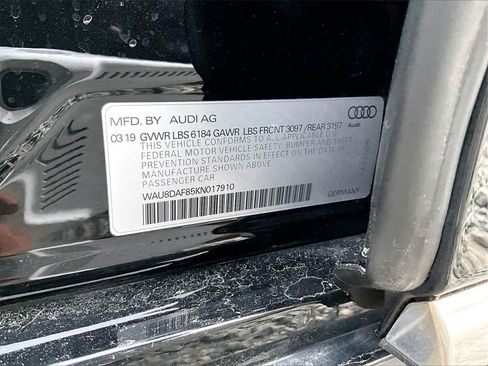 MFD. BY AUDI AG
Audi
03 19 GVWR LBS 6184 GAWR LBS FRONT 3097/REAR 3197
THIS VEHICLE CONFORMS TO ALL APPLICABLE U.S.
FEDERAL MOTOR VEHICLE SAFETY, BUMPER AND THEFT
PREVENTION STANDARDS IN EFFECT ON THE DATE OF
MANUFACTURE SHOWN ABOVE
PASSENGER CAR
WAU8DAF85KN017910
GERMANY